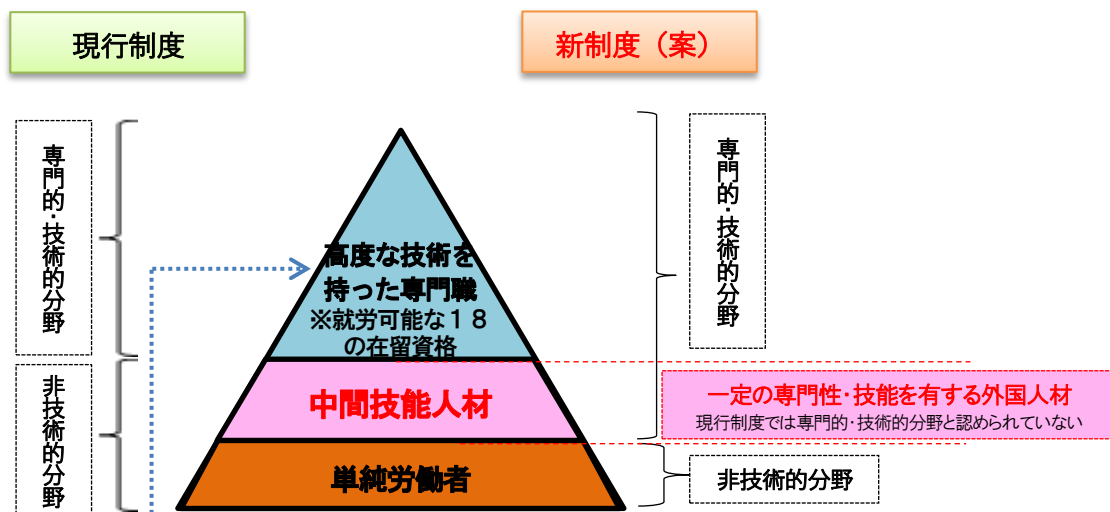 現行制度
新制度（案）
専門的・技術的分野
非技術的分野
高度な技術を
持った専門職
※就労可能な１８
の在留資格
中間技能人材
単純労働者
専門的・技術的分野
一定の専門性・技能を有する外国人材
現行制度では専門的・技術的分野と認められていない
非技術的分野